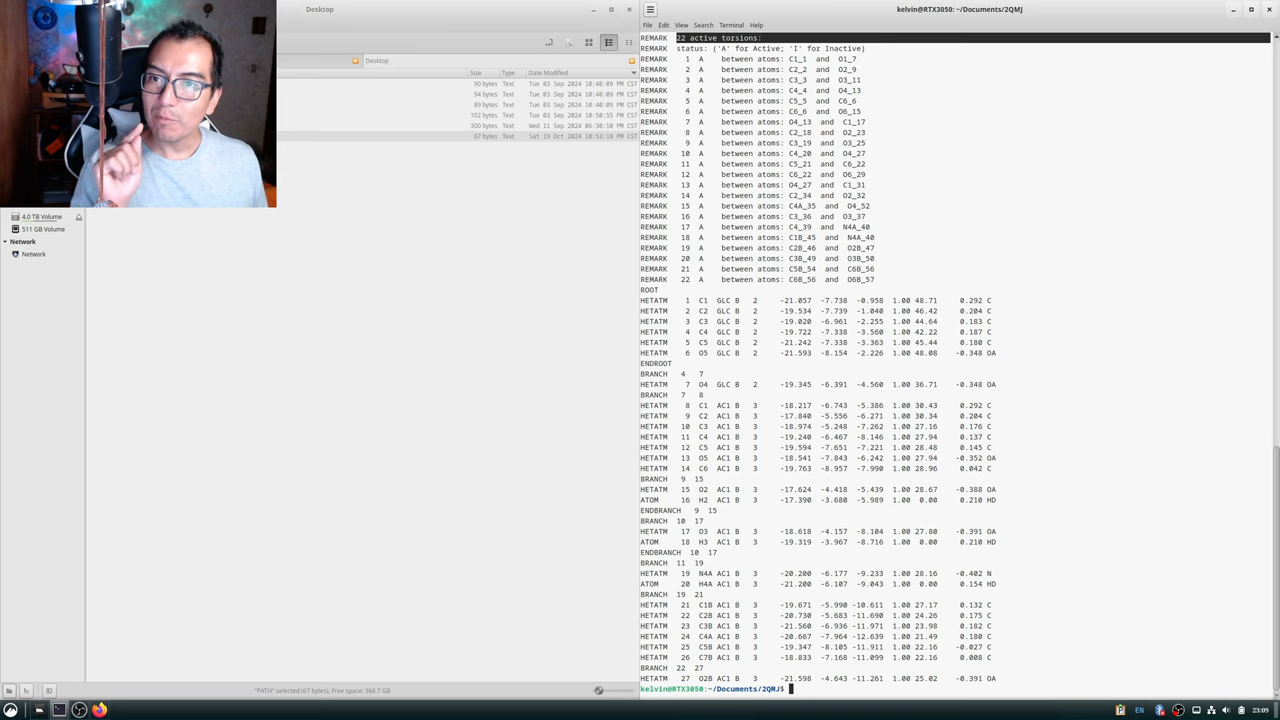 Desktop
Desktop
Size Type Date Modified
90 bytes Text Tue 03 Sep 2024 10:40:09 PM CST
94 bytes Text Tue 03 Sep 2024 10:40:09 PM CST
89 bytes Text Tue 03 Sep 2024 10:40:09 PM CST
102 bytes Text Tue 03 Sep 2024 10:50:55 PM CST
300 bytes Text Wed 11 Sep 2024 06:30:10 PM CST
67 bytes Text Sat 19 Oct 2024 10:53:18 PM CST
4.0 TB Volume
511 GB Volume
Network
Network
"PATH" selected (67 bytes), Free space: 366.7 GB
kelvin@RTX3050: ~/Documents/2QMJ
File Edit View Search Terminal Help
REMARK 22 active torsions:
REMARK status: ('A' for Active; 'I' for Inactive)
REMARK 1 A between atoms: C1_1 and O1_7
REMARK 2 A between atoms: C2_2 and O2_9
REMARK 3 A between atoms: C3_3 and O3_11
REMARK 4 A between atoms: C4_4 and O4_13
REMARK 5 A between atoms: C5_5 and C6_6
REMARK 6 A between atoms: C6_6 and O6_15
REMARK 7 A between atoms: O4_13 and C1_17
REMARK 8 A between atoms: C2_18 and O2_23
REMARK 9 A between atoms: C3_19 and O3_25
REMARK 10 A between atoms: C4_20 and O4_27
REMARK 11 A between atoms: C5_21 and C6_22
REMARK 12 A between atoms: C6_22 and O6_29
REMARK 13 A between atoms: O4_27 and C1_31
REMARK 14 A between atoms: C2_34 and O2_32
REMARK 15 A between atoms: C4A_35 and O4_52
REMARK 16 A between atoms: C3_36 and O3_37
REMARK 17 A between atoms: C4_39 and N4A_40
REMARK 18 A between atoms: C1B_45 and N4A_40
REMARK 19 A between atoms: C2B_46 and O2B_47
REMARK 20 A between atoms: C3B_49 and O3B_50
REMARK 21 A between atoms: C5B_54 and C6B_56
REMARK 22 A between atoms: C6B_56 and O6B_57
ROOT
HETATM 1 C1 GLC B 2 -21.057 -7.738 -0.958 1.00 48.71 0.292 C
HETATM 2 C2 GLC B 2 -19.534 -7.739 -1.040 1.00 46.42 0.204 C
HETATM 3 C3 GLC B 2 -19.020 -6.961 -2.255 1.00 44.64 0.183 C
HETATM 4 C4 GLC B 2 -19.722 -7.338 -3.560 1.00 42.22 0.187 C
HETATM 5 C5 GLC B 2 -21.242 -7.338 -3.363 1.00 45.44 0.180 C
HETATM 6 O5 GLC B 2 -21.593 -8.154 -2.226 1.00 48.08 -0.348 OA
ENDROOT
BRANCH 4 7
HETATM 7 O4 GLC B 2 -19.345 -6.391 -4.560 1.00 36.71 -0.348 OA
BRANCH 7 8
HETATM 8 C1 AC1 B 3 -18.217 -6.743 -5.386 1.00 30.43 0.292 C
HETATM 9 C2 AC1 B 3 -17.840 -5.556 -6.271 1.00 30.34 0.204 C
HETATM 10 C3 AC1 B 3 -18.974 -5.248 -7.262 1.00 27.16 0.176 C
HETATM 11 C4 AC1 B 3 -19.240 -6.467 -8.146 1.00 27.94 0.137 C
HETATM 12 C5 AC1 B 3 -19.594 -7.651 -7.221 1.00 28.48 0.145 C
HETATM 13 O5 AC1 B 3 -18.541 -7.843 -6.242 1.00 27.94 -0.352 OA
HETATM 14 C6 AC1 B 3 -19.763 -8.957 -7.990 1.00 28.96 0.042 C
BRANCH 9 15
HETATM 15 O2 AC1 B 3 -17.624 -4.418 -5.439 1.00 28.67 -0.388 OA
ATOM 16 H2 AC1 B 3 -17.390 -3.680 -5.989 1.00 0.00 0.210 HD
ENDBRANCH 9 15
BRANCH 10 17
HETATM 17 O3 AC1 B 3 -18.618 -4.157 -8.104 1.00 27.80 -0.391 OA
ATOM 18 H3 AC1 B 3 -19.319 -3.967 -8.716 1.00 0.00 0.210 HD
ENDBRANCH 10 17
BRANCH 11 19
HETATM 19 N4A AC1 B 3 -20.200 -6.177 -9.233 1.00 28.16 -0.402 N
ATOM 20 H4A AC1 B 3 -21.200 -6.107 -9.043 1.00 0.00 0.154 HD
BRANCH 19 21
HETATM 21 C1B AC1 B 3 -19.671 -5.990 -10.611 1.00 27.17 0.132 C
HETATM 22 C2B AC1 B 3 -20.730 -5.683 -11.690 1.00 24.26 0.175 C
HETATM 23 C3B AC1 B 3 -21.560 -6.936 -11.971 1.00 23.98 0.182 C
HETATM 24 C4A AC1 B 3 -20.667 -7.964 -12.639 1.00 21.49 0.180 C
HETATM 25 C5B AC1 B 3 -19.347 -8.105 -11.911 1.00 22.16 -0.027 C
HETATM 26 C7B AC1 B 3 -18.833 -7.168 -11.099 1.00 22.16 0.008 C
BRANCH 22 27
HETATM 27 O2B AC1 B 3 -21.598 -4.643 -11.261 1.00 25.02 -0.391 OA
kelvin@RTX3050:~/Documents/2QMJ$
EN
23:09